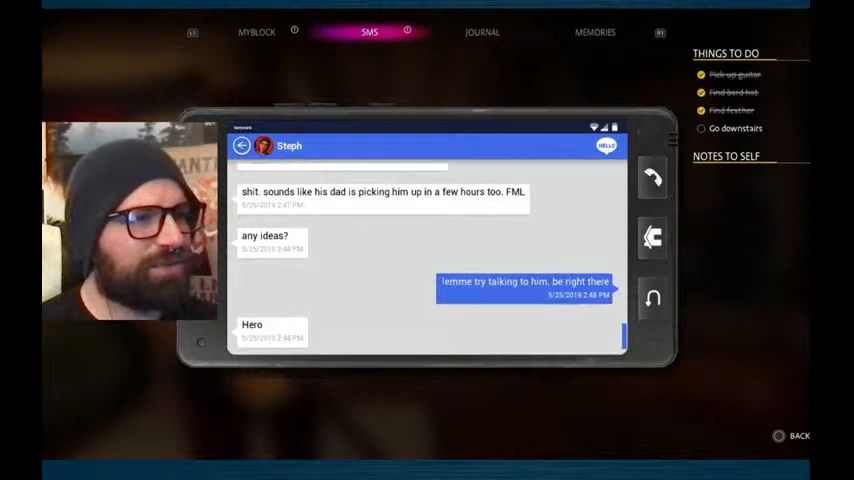 L1
MYBLOCK
SMS
JOURNAL
MEMORIES
R1
THINGS TO DO
Pick up guitar
Find bard hat
Find feather
Go downstairs
NOTES TO SELF
Steph
HELLO
shit. sounds like his dad is picking him up in a few hours too. FML
5/25/2019 2:47 PM
any ideas?
5/25/2019 2:48 PM
lemme try talking to him. be right there
5/25/2019 2:48 PM
Hero
5/25/2019 2:48 PM
BACK